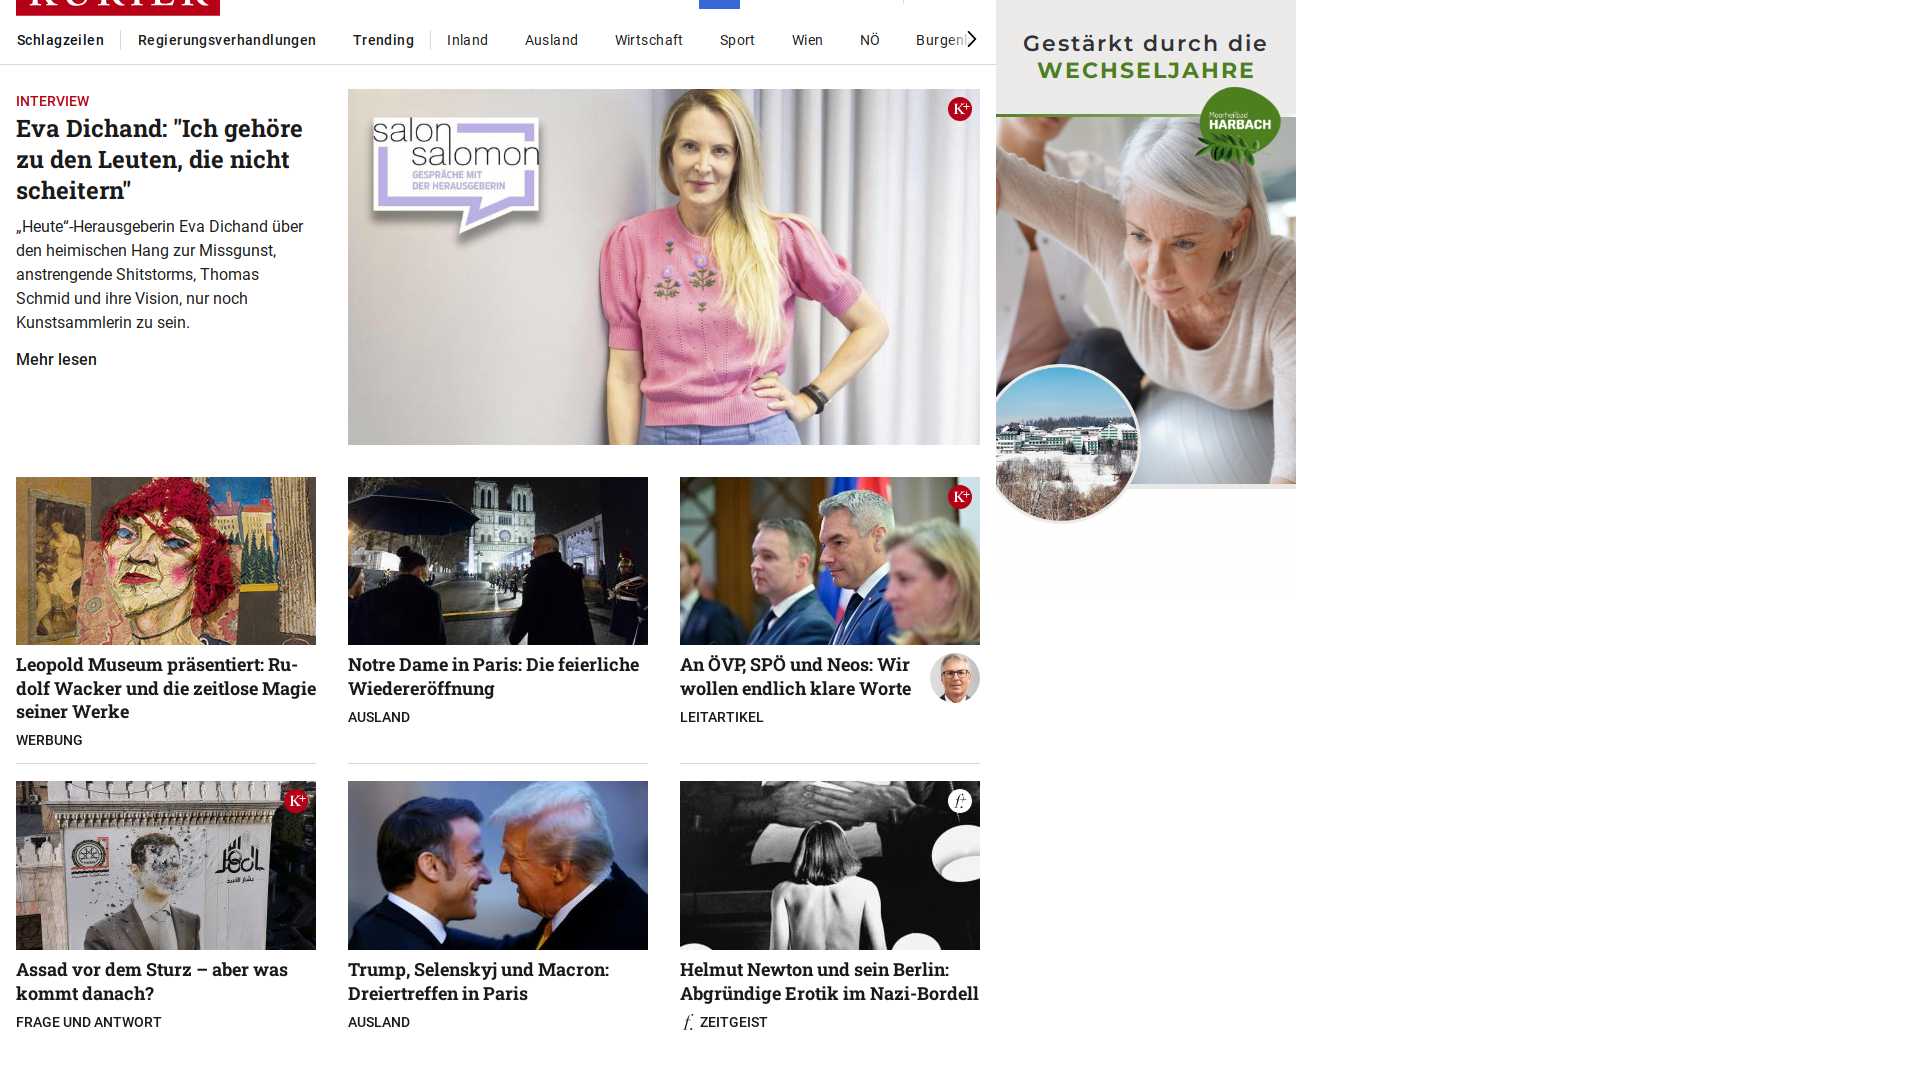 KURIER
Schlagzeilen
Regierungsverhandlungen
Trending
Inland
Ausland
Wirtschaft
Sport
Wien
NÖ
INTERVIEW
Eva Dichand: "Ich gehöre
zu den Leuten, die nicht
scheitern"
„Heute“-Herausgeberin Eva Dichand über
den heimischen Hang zur Missgunst,
anstrengende Shitstorms, Thomas
Schmid und ihre Vision, nur noch
Kunstsammlerin zu sein.
Mehr lesen
salon
salomon
GESPRÄCHE MIT
DER HERAUSGEBERIN
K+
Gestärkt durch die
WECHSELJAHRE
Moorheilbad
HARBACH
Leopold Museum präsentiert: Ru-
dolf Wacker und die zeitlose Magie
seiner Werke
WERBUNG
Notre Dame in Paris: Die feierliche
Wiedereröffnung
AUSLAND
K+
An ÖVP, SPÖ und Neos: Wir
wollen endlich klare Worte
LEITARTIKEL
K+
Assad vor dem Sturz – aber was
kommt danach?
FRAGE UND ANTWORT
Trump, Selenskyj und Macron:
Dreiertreffen in Paris
AUSLAND
f+
Helmut Newton und sein Berlin:
Abgründige Erotik im Nazi-Bordell
f. ZEITGEIST